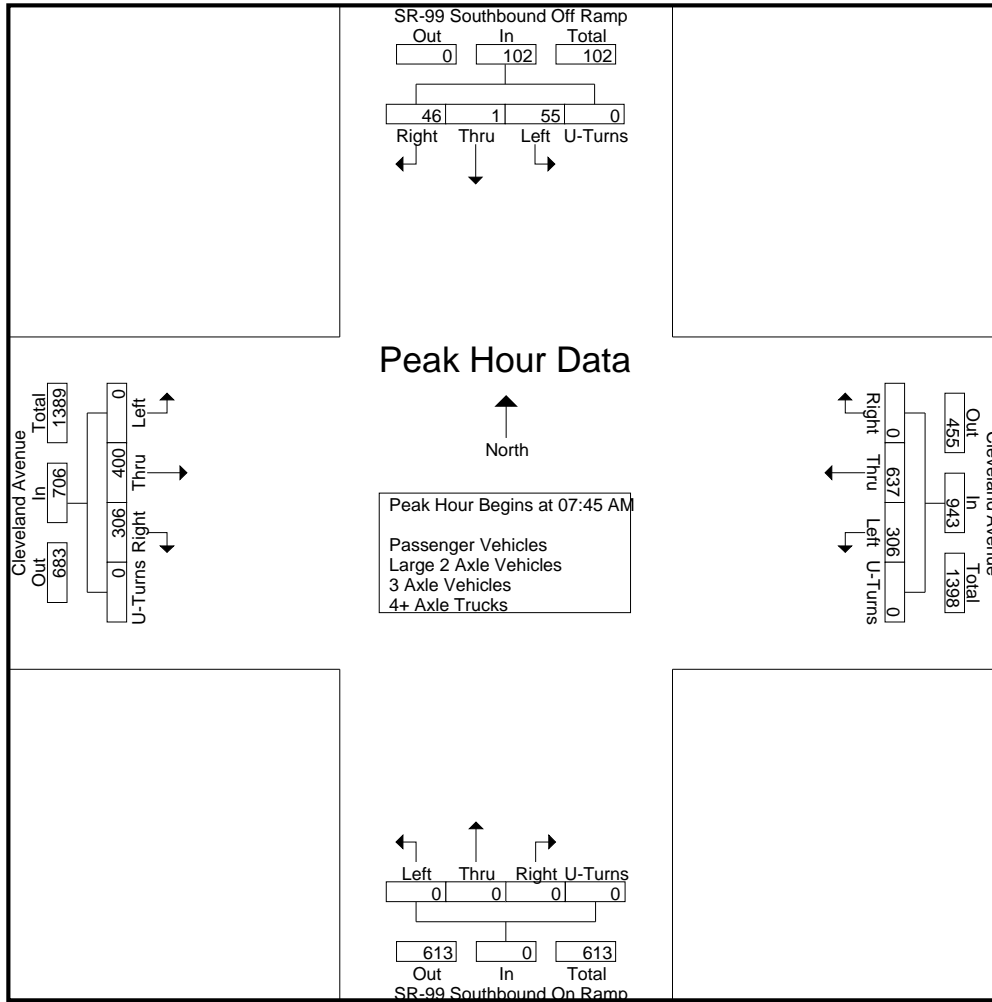 SR-99 Southbound Off Ramp
Out In Total
0 102 102
46 1 55 0
Right Thru Left U-Turns
Peak Hour Data
North
Peak Hour Begins at 07:45 AM
Passenger Vehicles
Large 2 Axle Vehicles
3 Axle Vehicles
4+ Axle Trucks
Cleveland Avenue
Total In Out
1389 706 683
0 400 306 0
Left Thru Right U-Turns
Cleveland Avenue
Out In Total
455 943 1398
0 637 306 0
Right Thru Left U-Turns
Left Thru Right U-Turns
0 0 0 0
613 0 613
Out In Total
SR-99 Southbound On Ramp